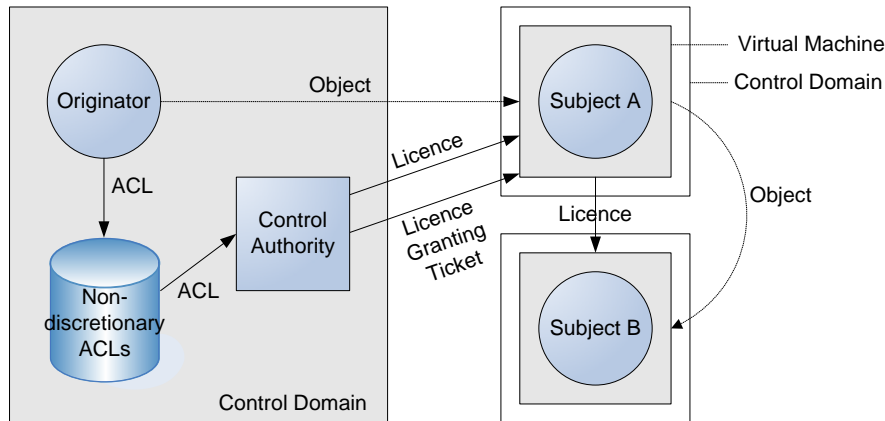 Originator
Object
Subject A
Virtual Machine
Control Domain
ACL
Licence
Control
Authority
Licence
Granting
Ticket
Licence
Object
ACL
Non-
discretionary
ACLs
Subject B
Control Domain